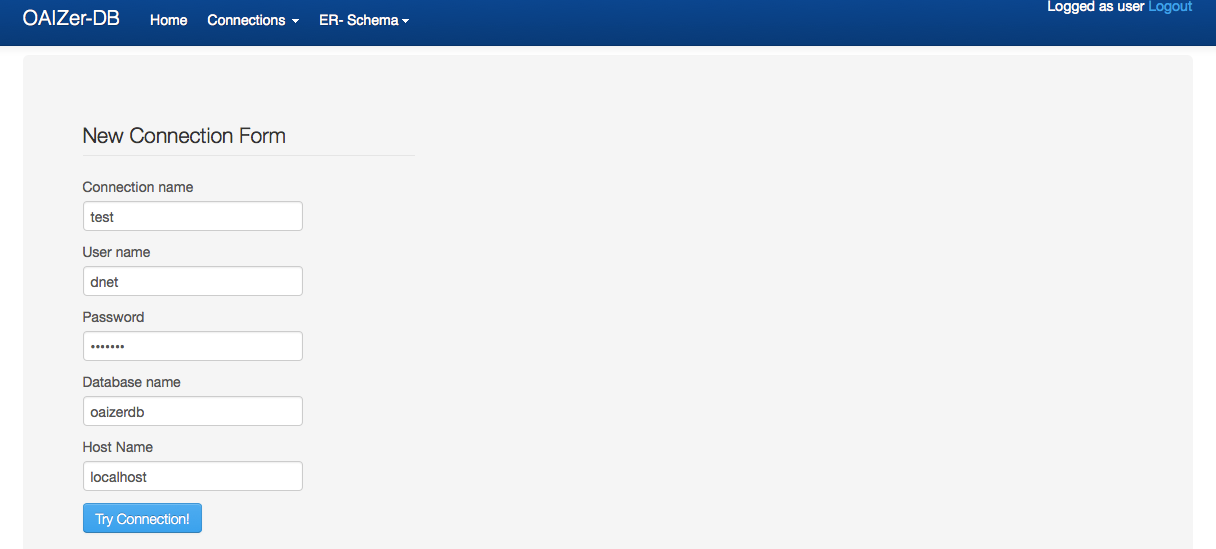 OAIZer-DB Home Connections ER- Schema Logged as user Logout
New Connection Form
Connection name
test
User name
dnet
Password
•••••••
Database name
oaizerdb
Host Name
localhost
Try Connection!